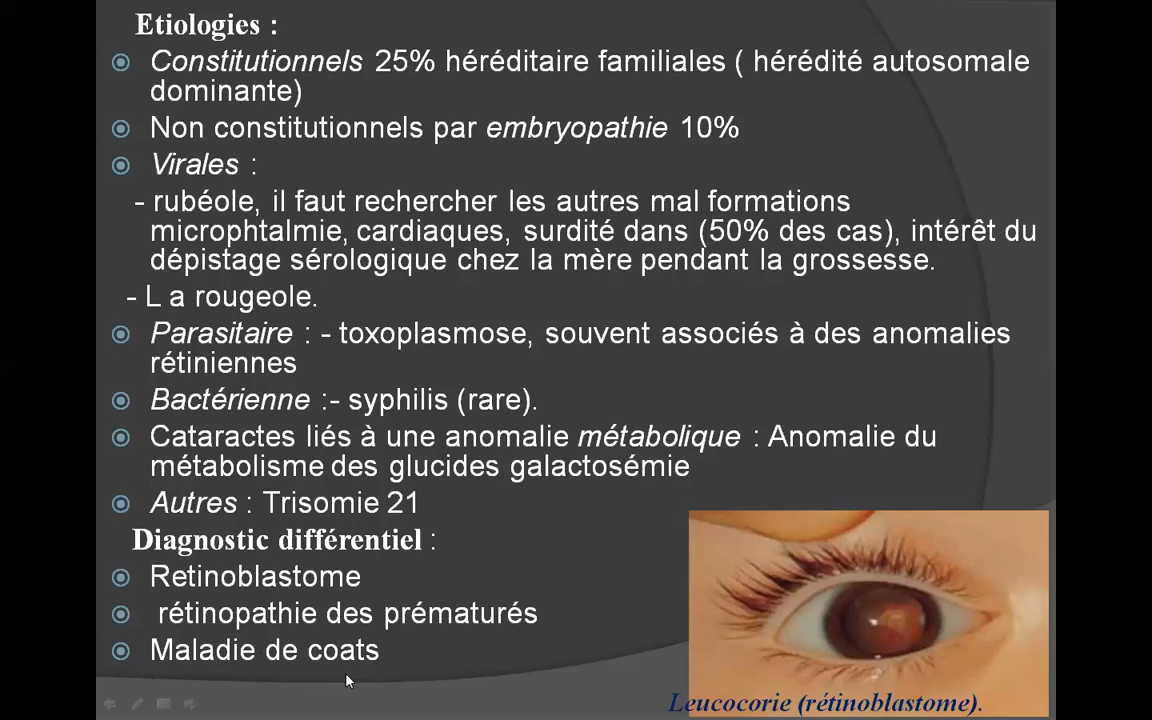 Etiologies :
Constitutionnels 25% héréditaire familiales ( hérédité autosomale
dominante)
Non constitutionnels par embryopathie 10%
Virales :
- rubéole, il faut rechercher les autres mal formations
microphtalmie, cardiaques, surdité dans (50% des cas), intérêt du
dépistage sérologique chez la mère pendant la grossesse.
- L a rougeole.
Parasitaire : - toxoplasmose, souvent associés à des anomalies
rétiniennes
Bactérienne :- syphilis (rare).
Cataractes liés à une anomalie métabolique : Anomalie du
métabolisme des glucides galactosémie
Autres : Trisomie 21
Diagnostic différentiel :
Retinoblastome
rétinopathie des prématurés
Maladie de coats
Leucocorie (rétinoblastome).